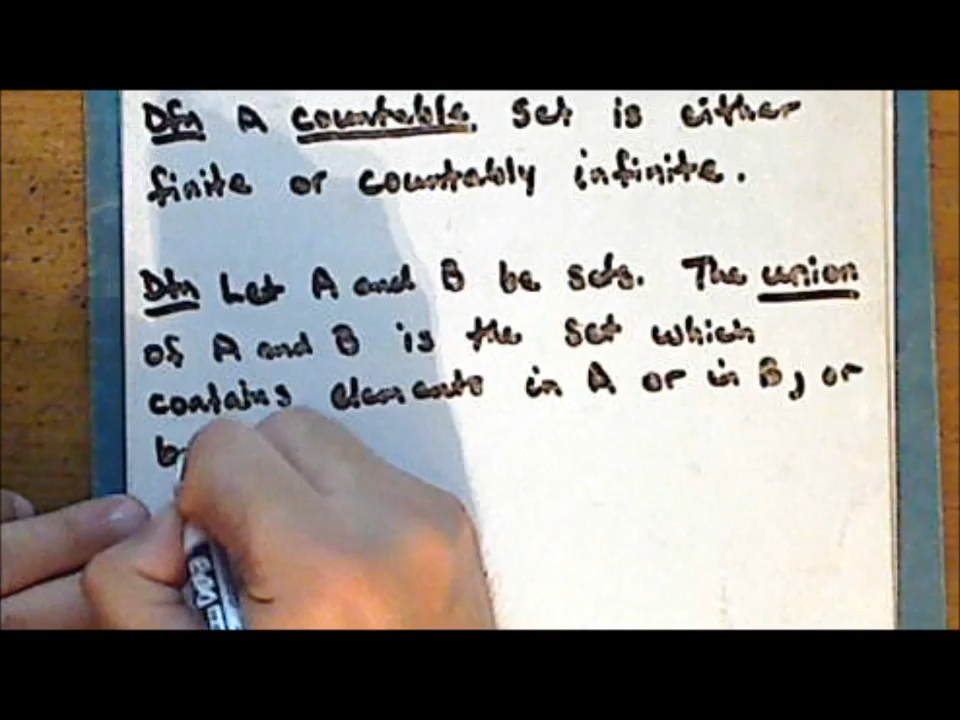 Dfn A countable set is either
finite or countably infinite.
Dfn Let A and B be sets. The union
of A and B is the set which
contains elements in A or in B, or
b